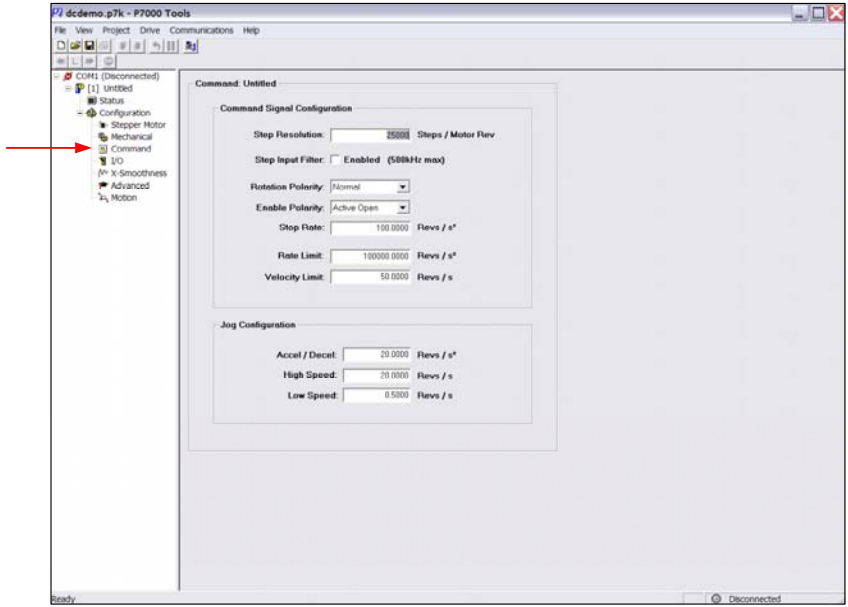 dcdemo.p7k - P7000 Tools
File View Project Drive Communications Help
COM1 (Disconnected)
[1] Untitled
Status
Configuration
Stepper Motor
Mechanical
Command
I/O
X-Smoothness
Advanced
Motion
Command: Untitled
Command Signal Configuration
Step Resolution: 25000 Steps / Motor Rev
Step Input Filter: Enabled (500kHz max)
Rotation Polarity: Normal
Enable Polarity: Active Open
Stop Rate: 100.0000 Revs / s²
Rate Limit: 100000.0000 Revs / s²
Velocity Limit: 50.0000 Revs / s
Jog Configuration
Accel / Decel: 20.0000 Revs / s²
High Speed: 20.0000 Revs / s
Low Speed: 0.5000 Revs / s
Ready Disconnected